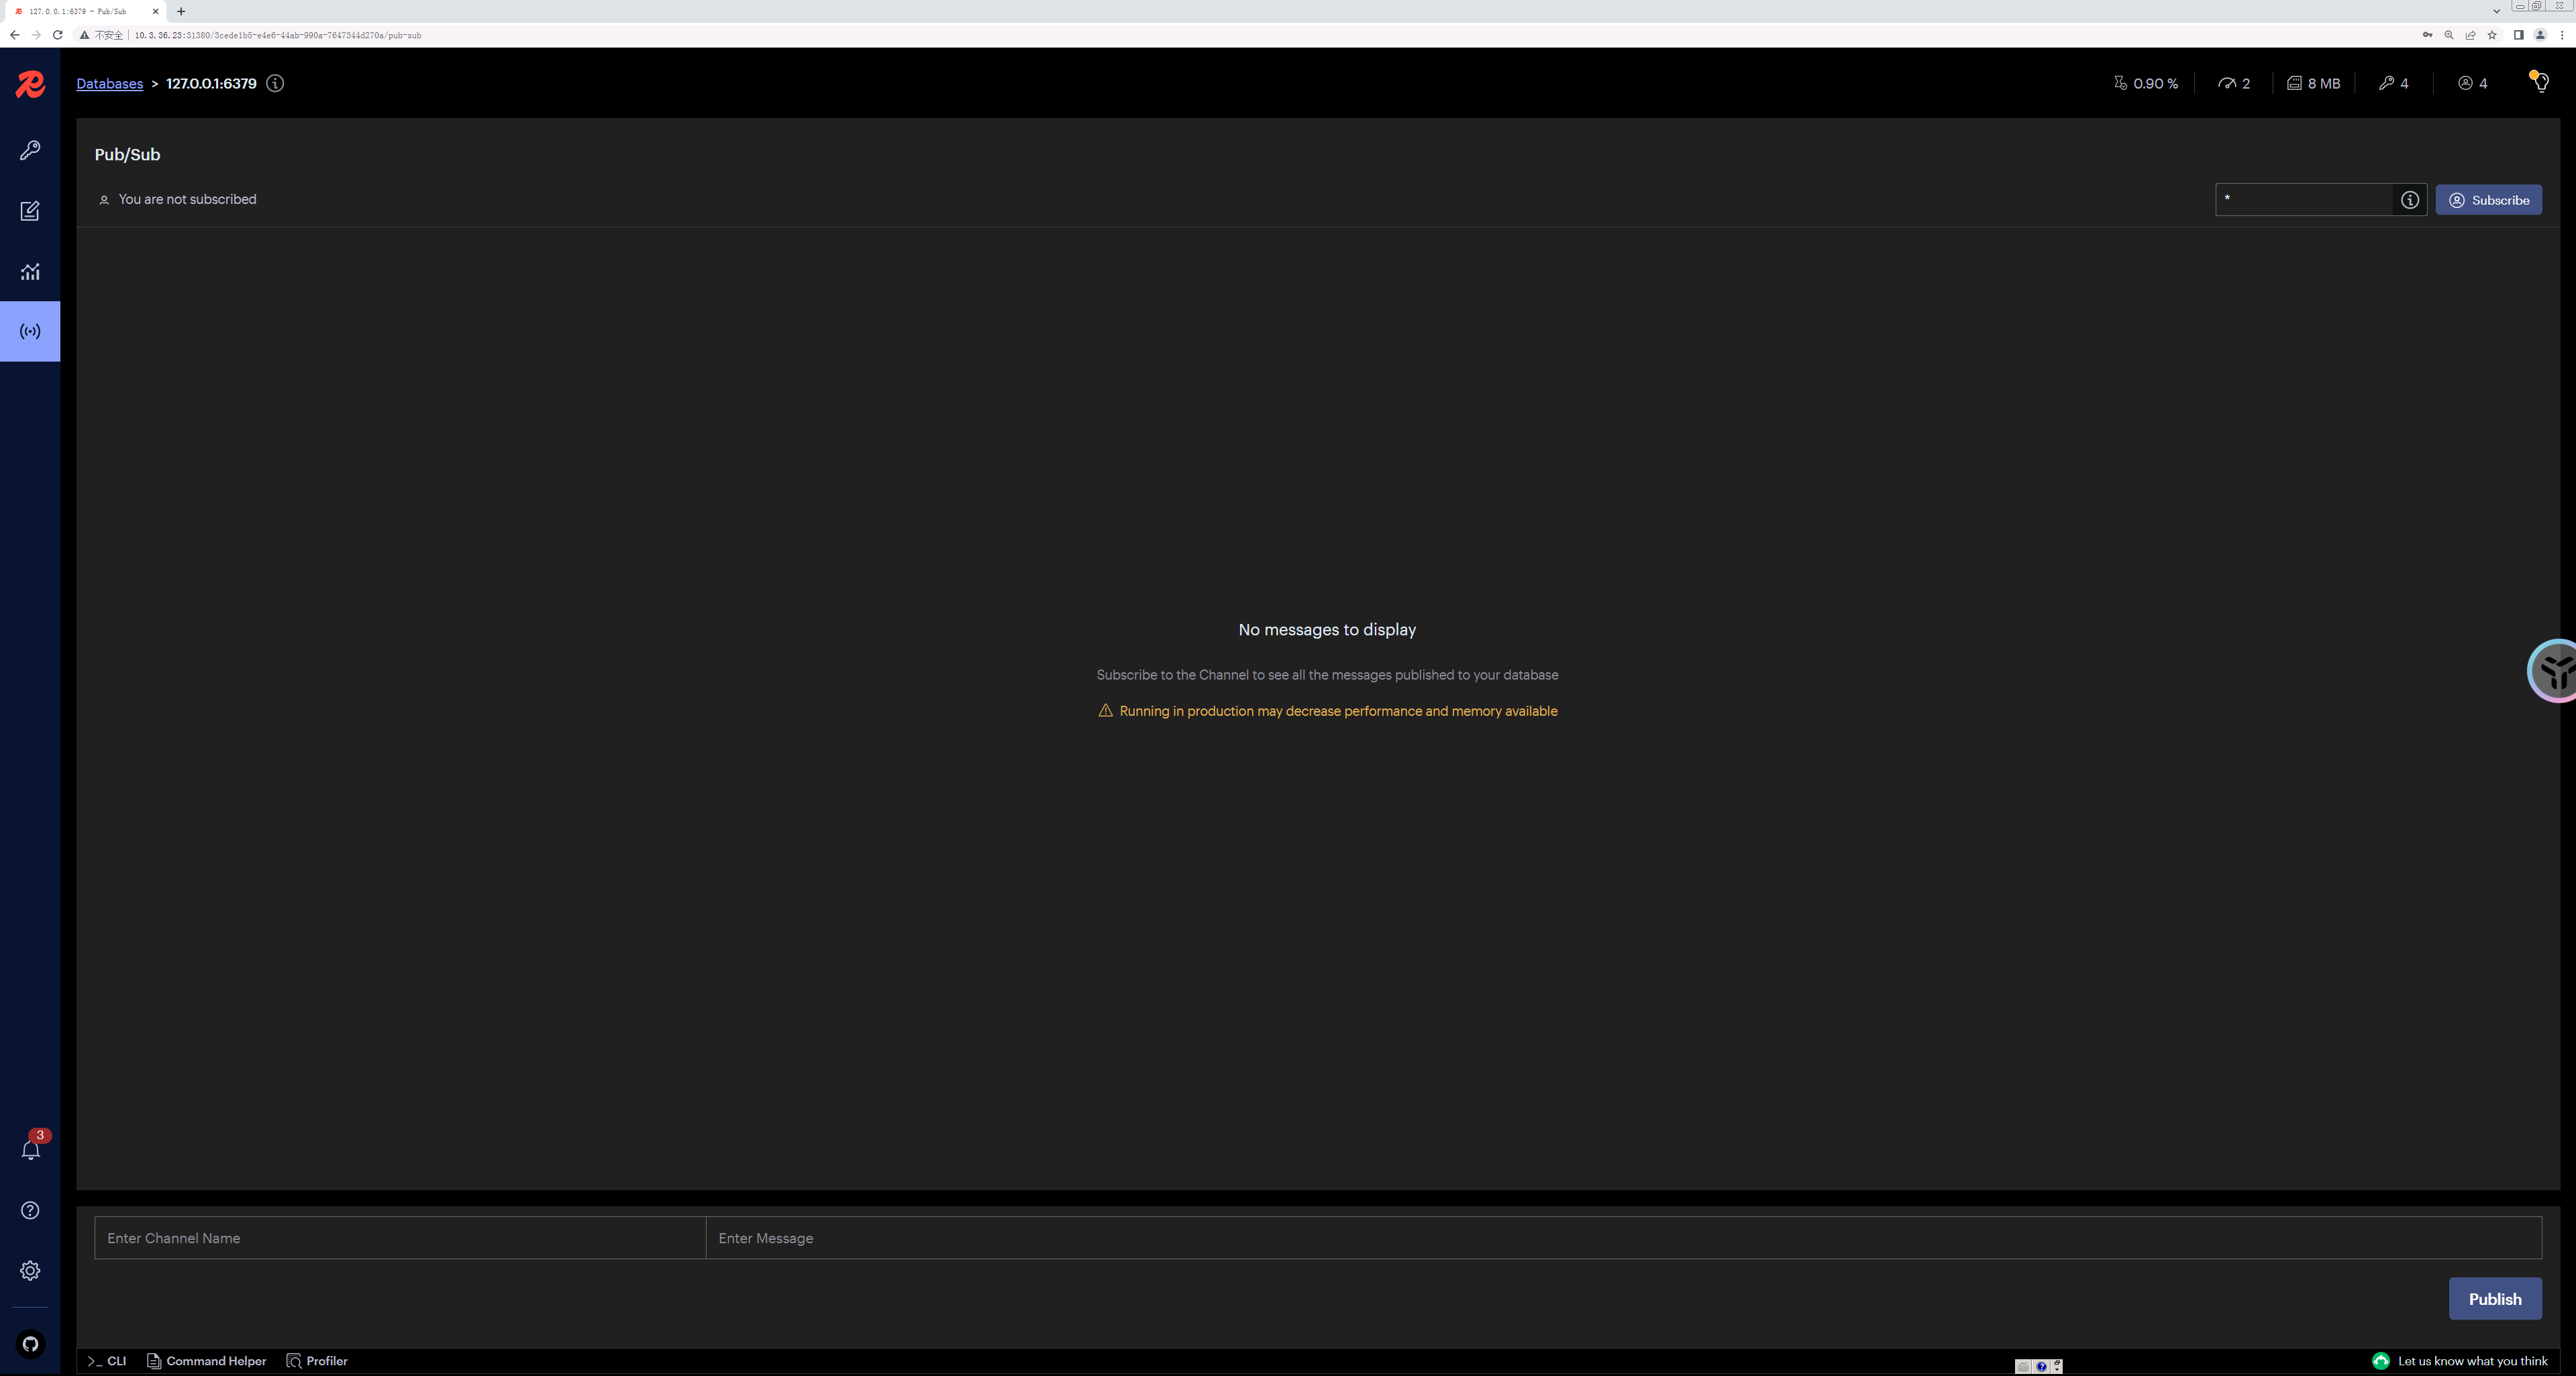 127.0.0.1:6379 - Pub/Sub
不安全 10.3.36.23:31380/3cede1b5-e4e6-44ab-990a-7647344d270a/pub-sub
Databases > 127.0.0.1:6379
0.90 %
2
8 MB
4
4
Pub/Sub
You are not subscribed
*
Subscribe
No messages to display
Subscribe to the Channel to see all the messages published to your database
Running in production may decrease performance and memory available
3
Enter Channel Name
Enter Message
Publish
>_ CLI
Command Helper
Profiler
Let us know what you think